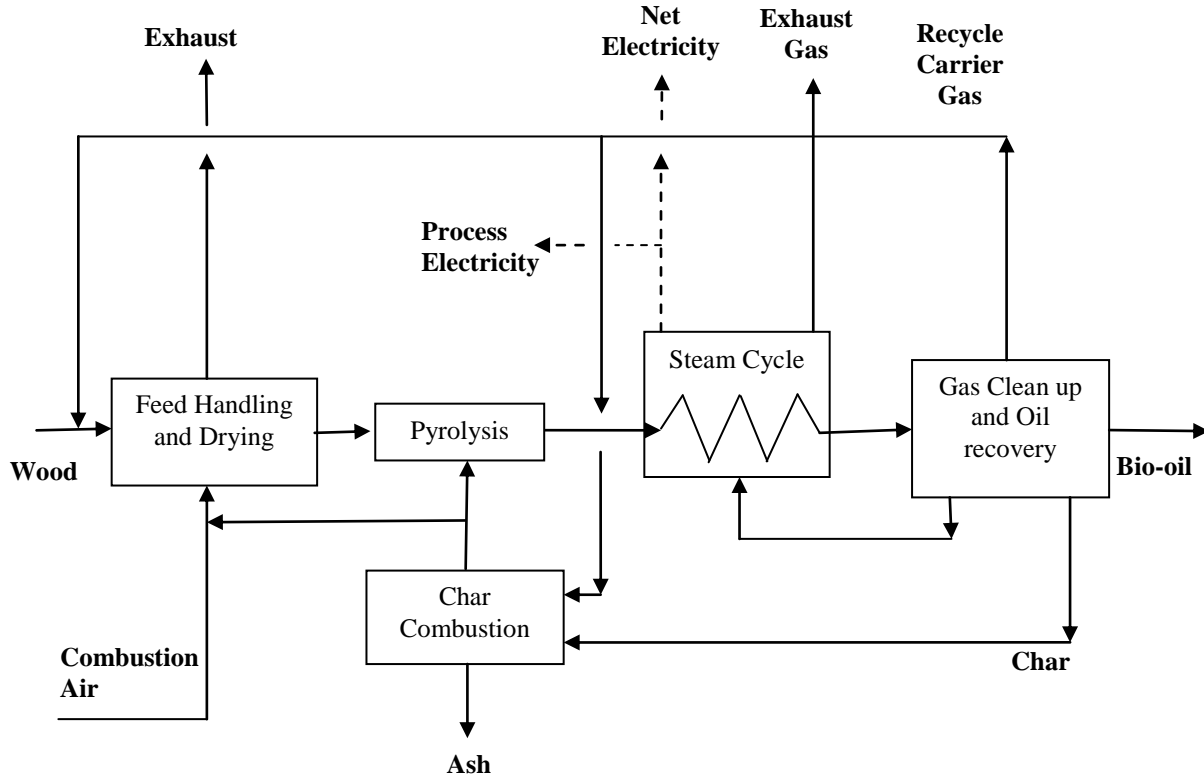 Exhaust
Net
Electricity
Exhaust
Gas
Recycle
Carrier
Gas
Process
Electricity
Steam Cycle
Feed Handling
and Drying
Pyrolysis
Gas Clean up
and Oil
recovery
Wood
Bio-oil
Char
Combustion
Combustion
Air
Char
Ash